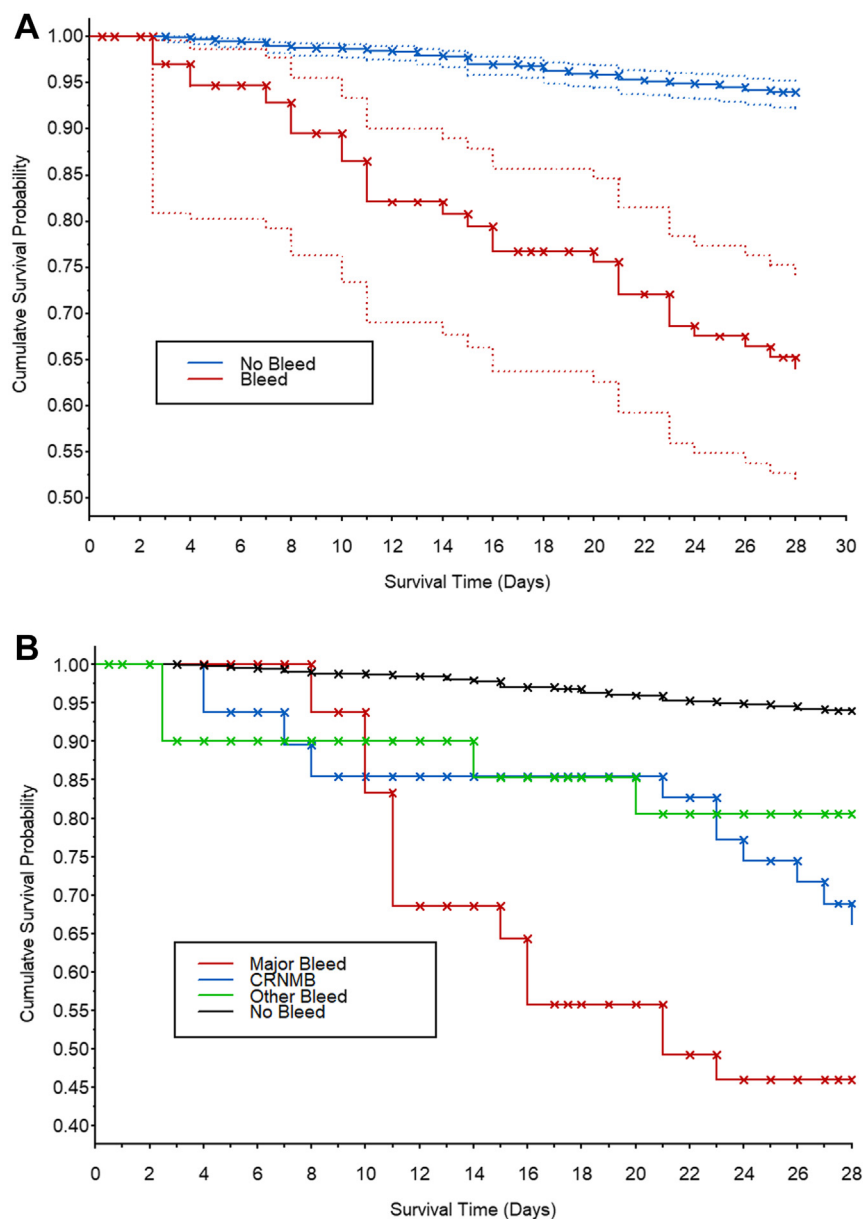 A
1.00
0.95
0.90
0.85
0.80
0.75
0.70
0.65
0.60
0.55
0.50
Cumulatve Survival Probability
No Bleed
Bleed
0 2 4 6 8 10 12 14 16 18 20 22 24 26 28 30
Survival Time (Days)
B
1.00
0.95
0.90
0.85
0.80
0.75
0.70
0.65
0.60
0.55
0.50
0.45
0.40
Cumulatve Survival Probability
Major Bleed
CRNMB
Other Bleed
No Bleed
0 2 4 6 8 10 12 14 16 18 20 22 24 26 28
Survival Time (Days)